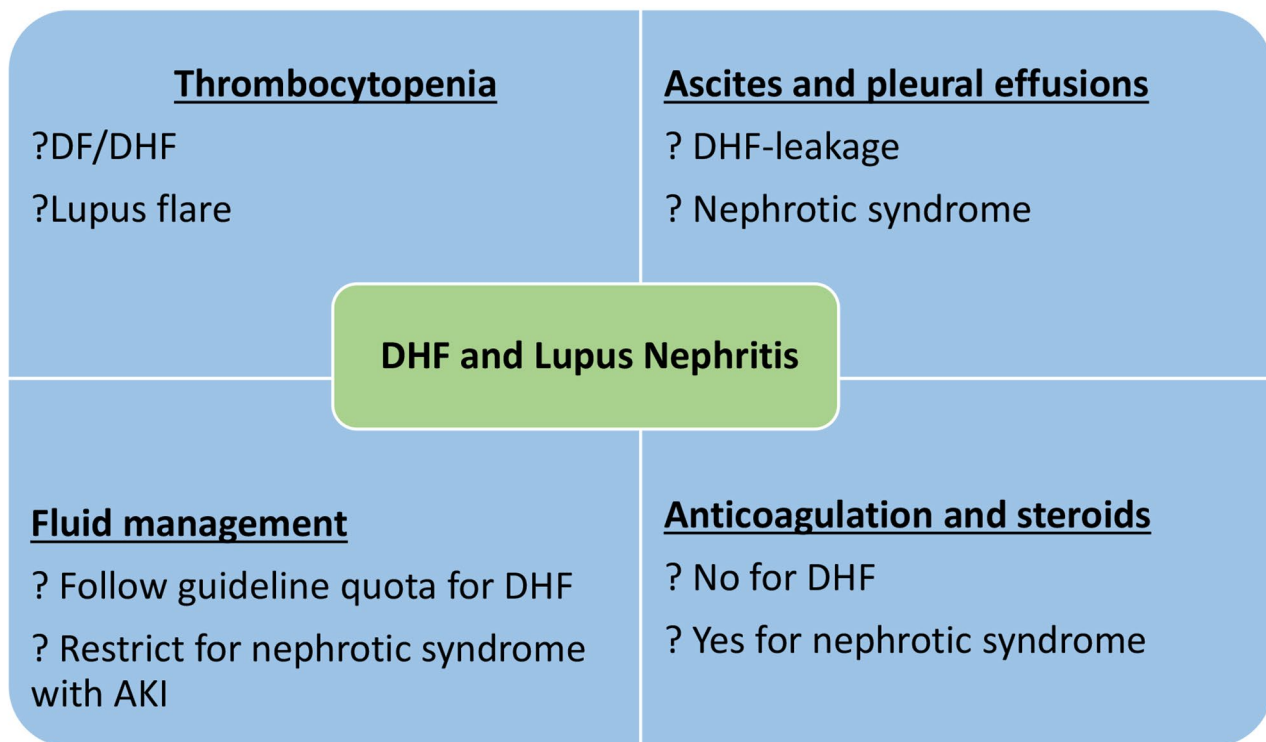 Thrombocytopenia
?DF/DHF
?Lupus flare
Ascites and pleural effusions
? DHF-leakage
? Nephrotic syndrome
DHF and Lupus Nephritis
Fluid management
? Follow guideline quota for DHF
? Restrict for nephrotic syndrome
with AKI
Anticoagulation and steroids
? No for DHF
? Yes for nephrotic syndrome